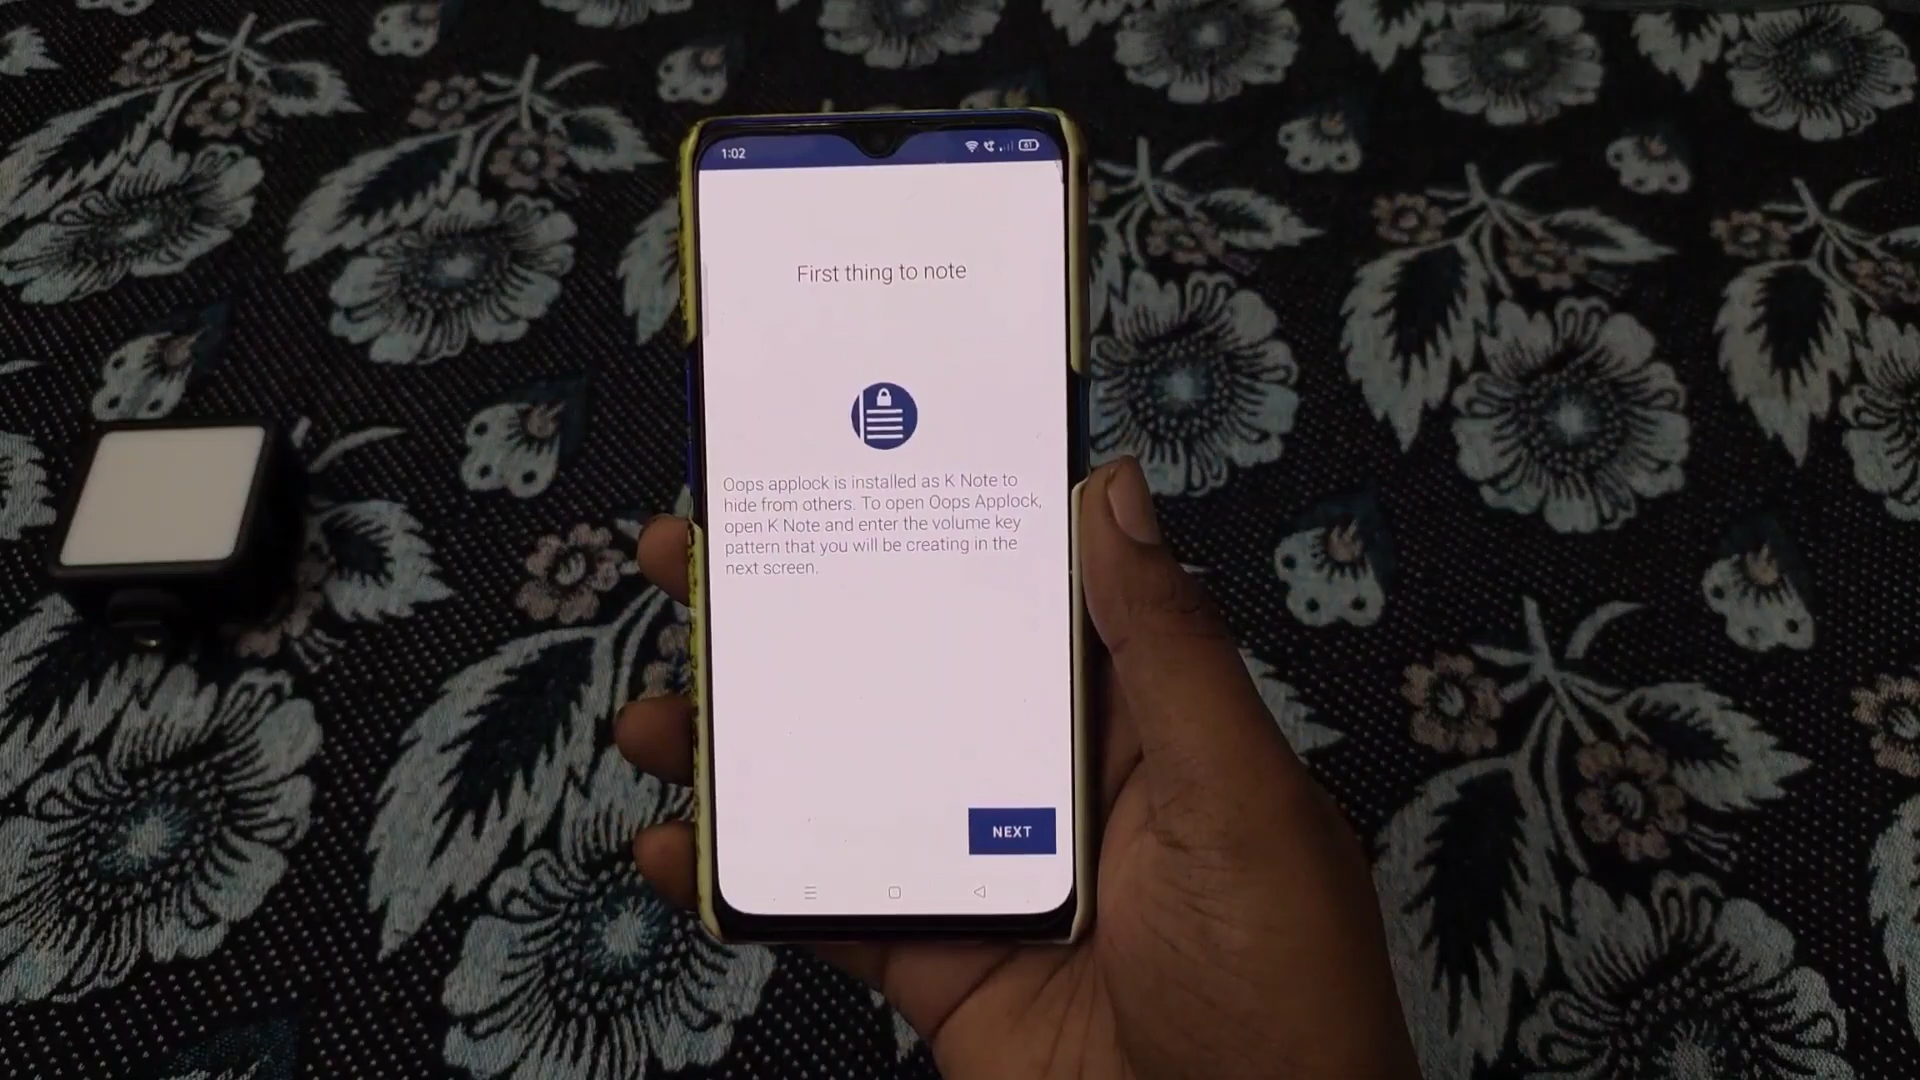 1:02
61
First thing to note
Oops applock is installed as K Note to
hide from others. To open Oops Applock,
open K Note and enter the volume key
pattern that you will be creating in the
next screen.
NEXT